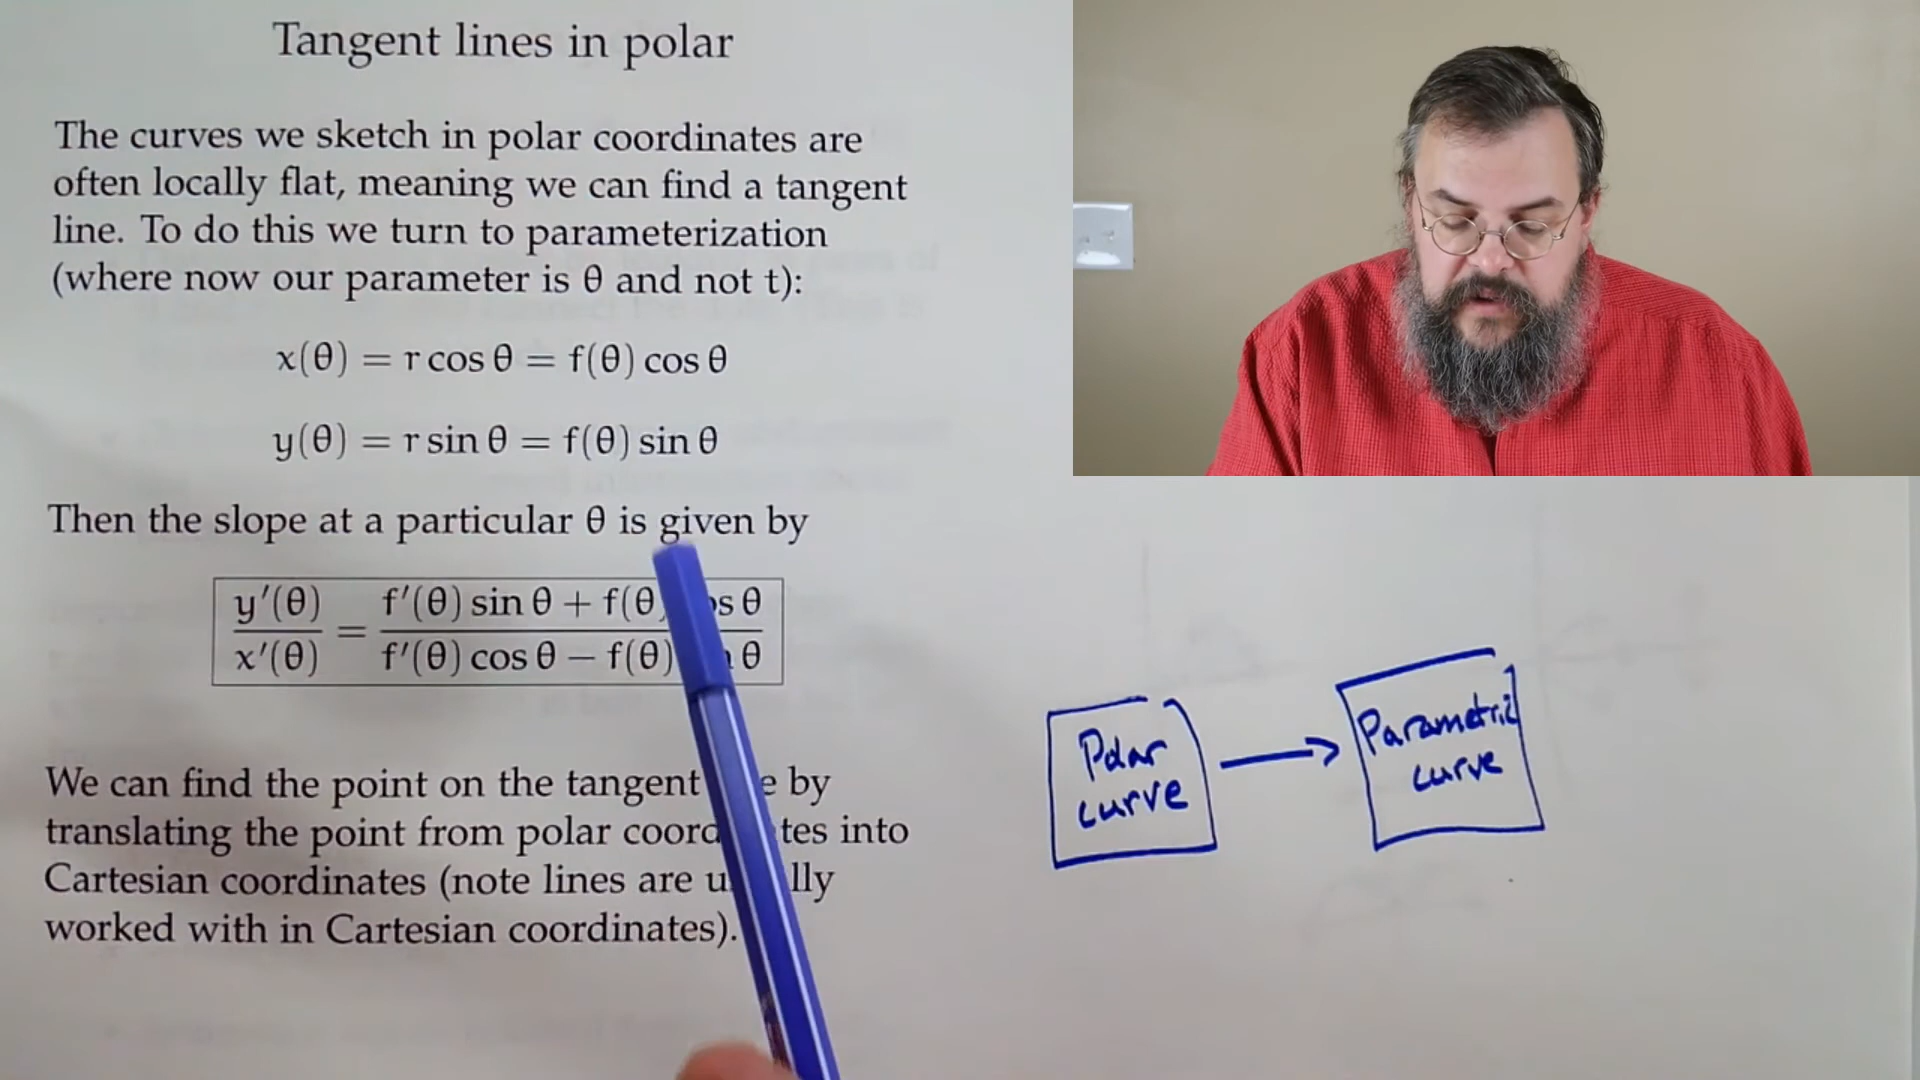 Tangent lines in polar
The curves we sketch in polar coordinates are
often locally flat, meaning we can find a tangent
line. To do this we turn to parameterization
(where now our parameter is θ and not t):
x(θ) = r cos θ = f(θ) cos θ
y(θ) = r sin θ = f(θ) sin θ
Then the slope at a particular θ is given by
y′(θ) / x′(θ) = f′(θ) sin θ + f(θ) s θ / f′(θ) cos θ − f(θ) θ
We can find the point on the tangent e by
translating the point from polar coord tes into
Cartesian coordinates (note lines are u lly
worked with in Cartesian coordinates).
Polar
curve
Parametric
curve